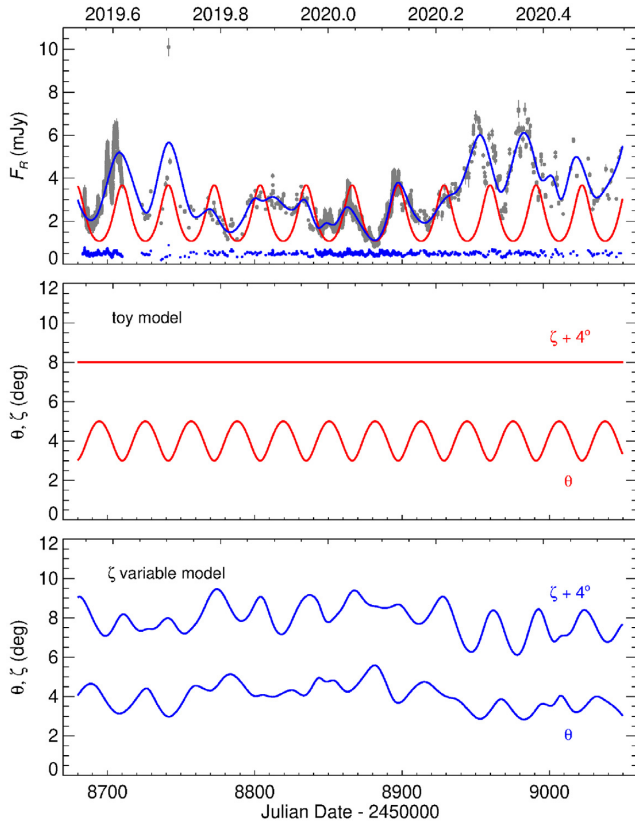 2019.6 2019.8 2020.0 2020.2 2020.4
10
8
6
4
2
0
F_R (mJy)
12
10
8
6
4
2
0
θ, ζ (deg)
toy model
ζ + 4°
θ
12
10
8
6
4
2
0
θ, ζ (deg)
ζ variable model
ζ + 4°
θ
8700 8800 8900 9000
Julian Date - 2450000